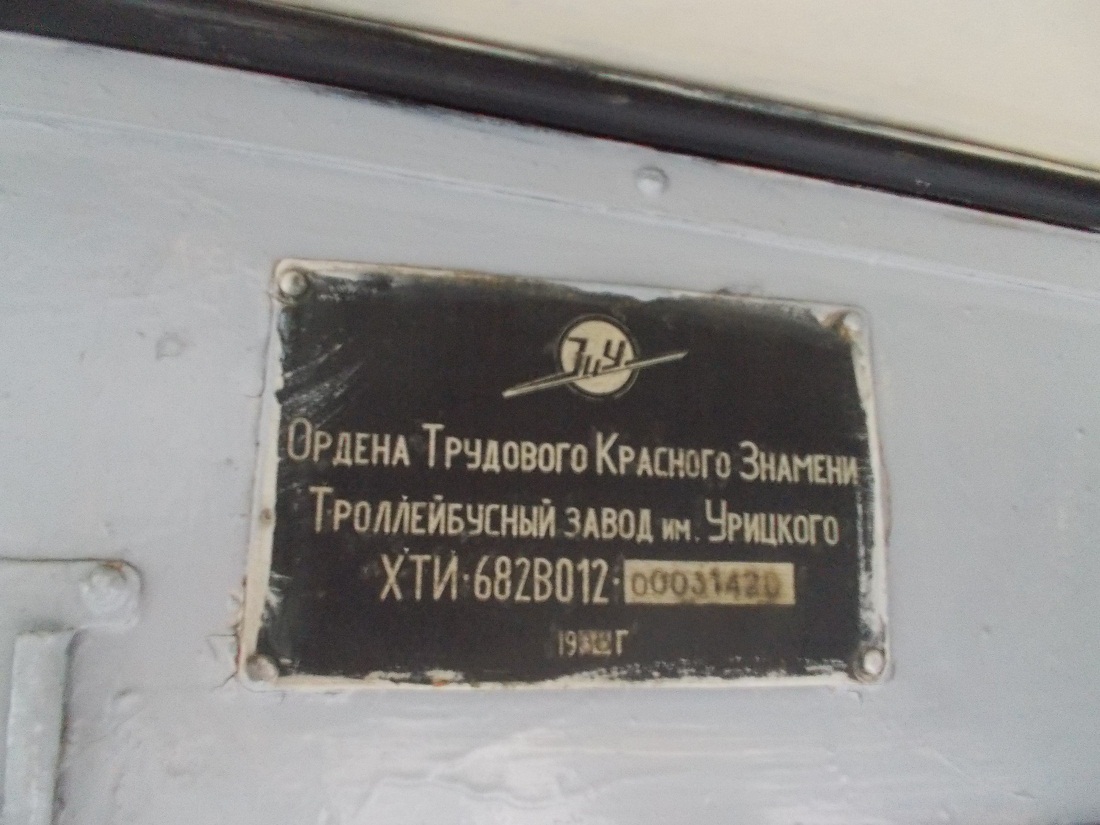 ЗиУ
Ордена Трудового Красного Знамени
Троллейбусный завод им. Урицкого
ХТИ·682В012·00031420